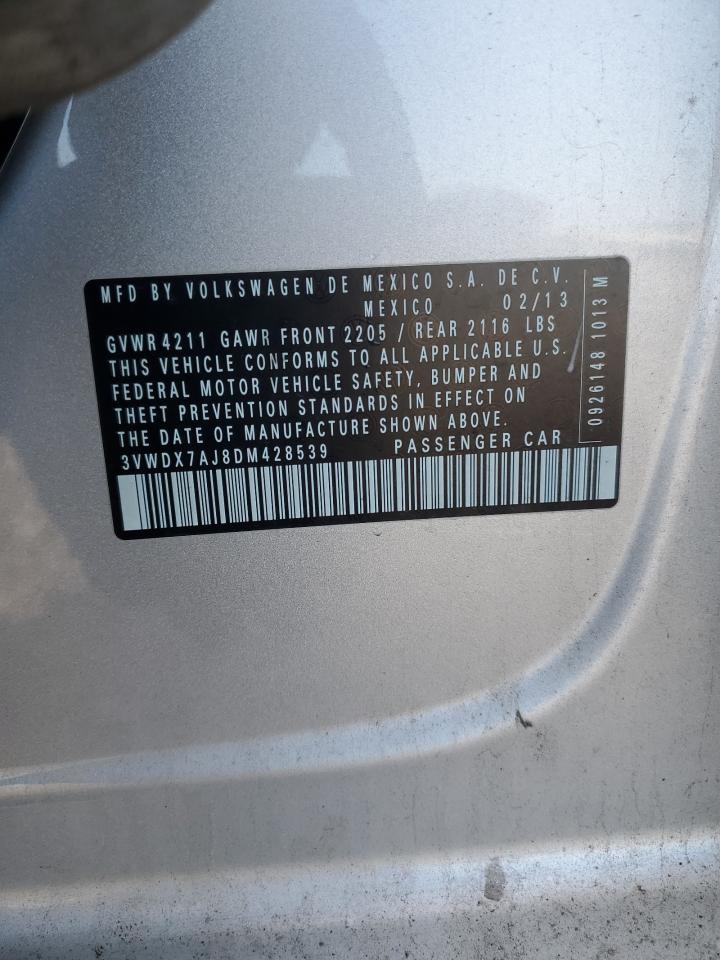 MFD BY VOLKSWAGEN DE MEXICO S.A. DE C.V.
MEXICO 02/13
GVWR 4211 GAWR FRONT 2205 / REAR 2116 LBS
THIS VEHICLE CONFORMS TO ALL APPLICABLE U.S.
FEDERAL MOTOR VEHICLE SAFETY, BUMPER AND
THEFT PREVENTION STANDARDS IN EFFECT ON
THE DATE OF MANUFACTURE SHOWN ABOVE.
3VWDX7AJ8DM428539 PASSENGER CAR
0926148 1013 M